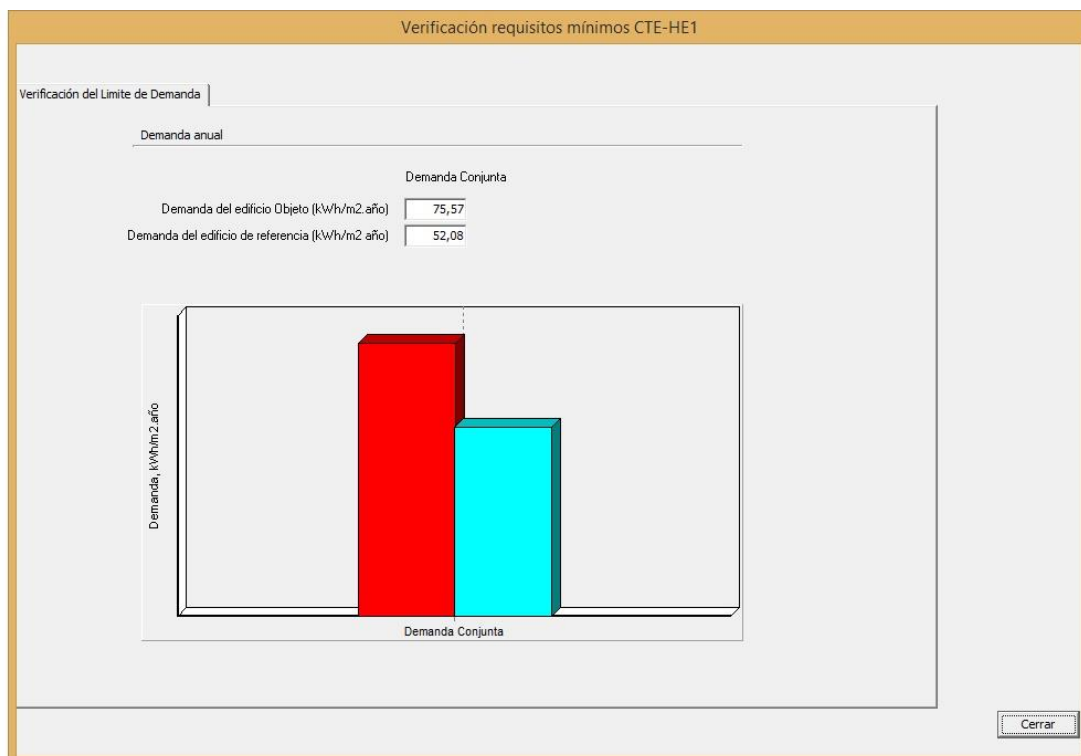 Verificación requisitos mínimos CTE-HE1
Verificación del Limite de Demanda
Demanda anual
Demanda Conjunta
Demanda del edificio Objeto (kWh/m2.año) 75,57
Demanda del edificio de referencia (kWh/m2 año) 52,08
Demanda, kWh/m2.año
Demanda Conjunta
Cerrar